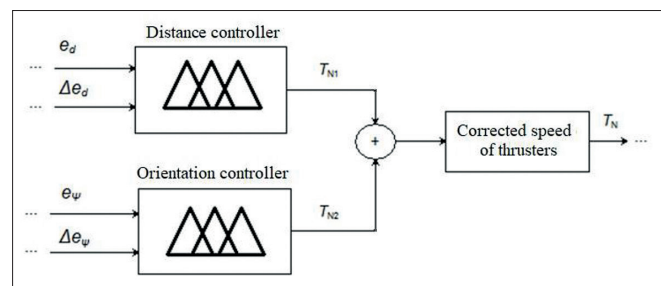 Distance controller
... e_d
... Δe_d
T_N1
+
Corrected speed
of thrusters
T_N ...
Orientation controller
... e_Ψ
... Δe_Ψ
T_N2